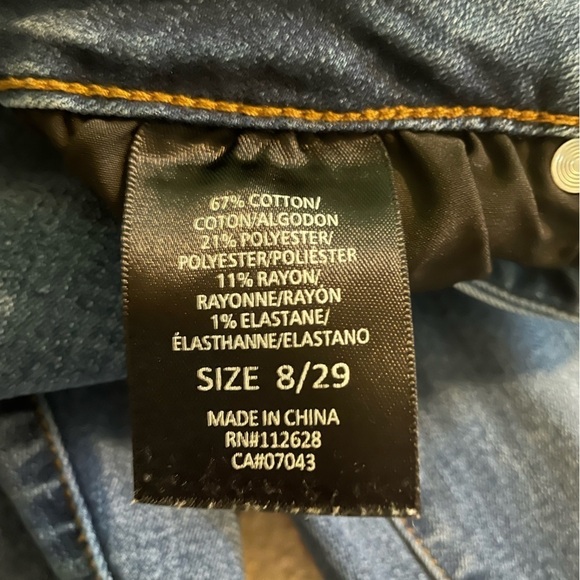 67% COTTON/
COTON/ALGODON
21% POLYESTER/
POLYESTER/POLIÉSTER
11% RAYON/
RAYONNE/RAYÓN
1% ELASTANE/
ÉLASTHANNE/ELASTANO
SIZE 8/29
MADE IN CHINA
RN#112628
CA#07043